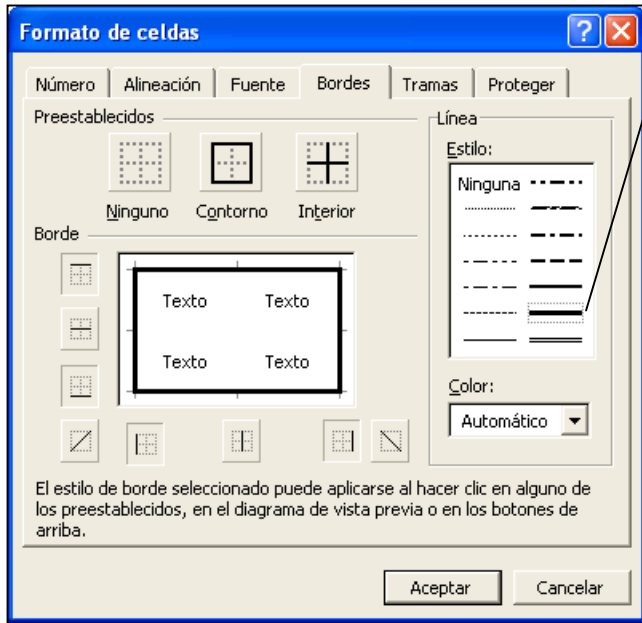 Formato de celdas
Número Alineación Fuente Bordes Tramas Proteger
Preestablecidos
Ninguno Contorno Interior
Borde
Texto Texto
Texto Texto
Línea
Estilo:
Ninguna
Color:
Automático
El estilo de borde seleccionado puede aplicarse al hacer clic en alguno de
los preestablecidos, en el diagrama de vista previa o en los botones de
arriba.
Aceptar Cancelar